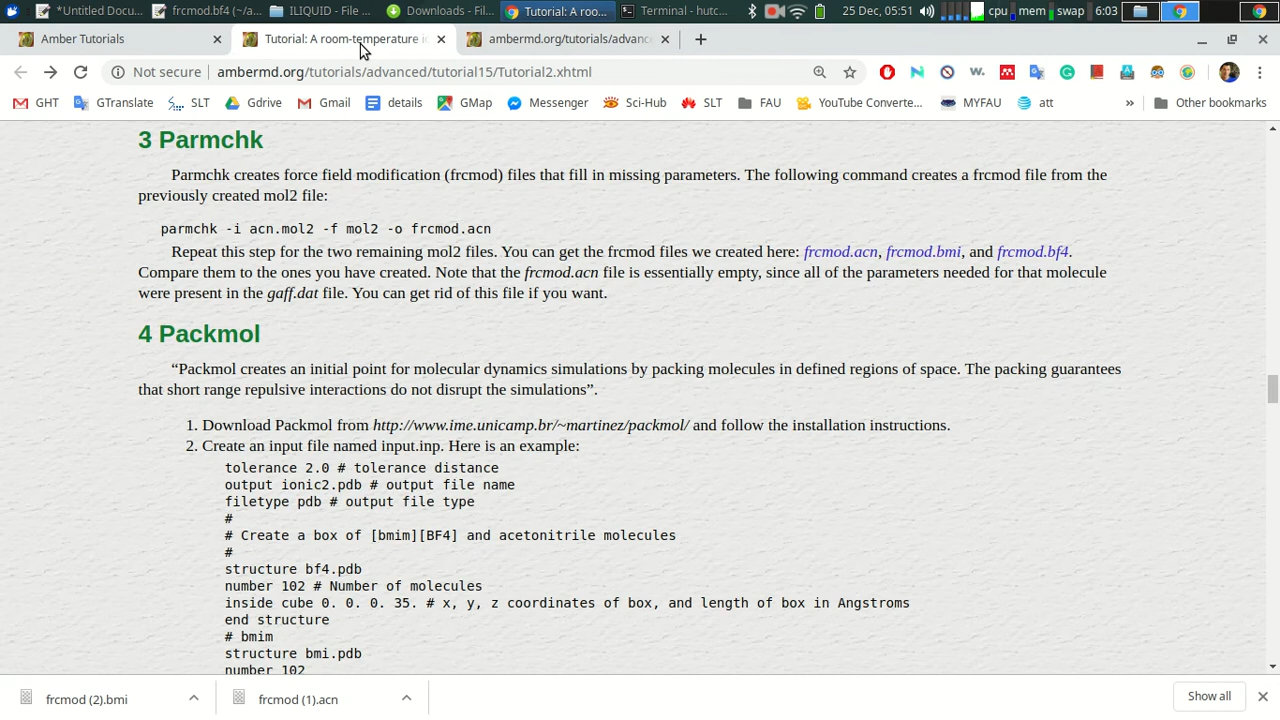 *Untitled Docu...
frcmod.bf4 (~/a...
ILIQUID - File ...
Downloads - Fil...
Tutorial: A roo...
Terminal - hutc...
25 Dec, 05:51
cpu
mem
swap
6:03
Amber Tutorials
Tutorial: A room-temperature i
ambermd.org/tutorials/advanc
Not secure
ambermd.org/tutorials/advanced/tutorial15/Tutorial2.xhtml
GHT
GTranslate
SLT
Gdrive
Gmail
details
GMap
Messenger
Sci-Hub
SLT
FAU
YouTube Converte...
MYFAU
att
»
Other bookmarks
3 Parmchk
Parmchk creates force field modification (frcmod) files that fill in missing parameters. The following command creates a frcmod file from the
previously created mol2 file:
parmchk -i acn.mol2 -f mol2 -o frcmod.acn
Repeat this step for the two remaining mol2 files. You can get the frcmod files we created here: frcmod.acn, frcmod.bmi, and frcmod.bf4.
Compare them to the ones you have created. Note that the frcmod.acn file is essentially empty, since all of the parameters needed for that molecule
were present in the gaff.dat file. You can get rid of this file if you want.
4 Packmol
“Packmol creates an initial point for molecular dynamics simulations by packing molecules in defined regions of space. The packing guarantees
that short range repulsive interactions do not disrupt the simulations”.
1. Download Packmol from http://www.ime.unicamp.br/~martinez/packmol/ and follow the installation instructions.
2. Create an input file named input.inp. Here is an example:
tolerance 2.0 # tolerance distance
output ionic2.pdb # output file name
filetype pdb # output file type
#
# Create a box of [bmim][BF4] and acetonitrile molecules
#
structure bf4.pdb
number 102 # Number of molecules
inside cube 0. 0. 0. 35. # x, y, z coordinates of box, and length of box in Angstroms
end structure
# bmim
structure bmi.pdb
number 102
frcmod (2).bmi
frcmod (1).acn
Show all